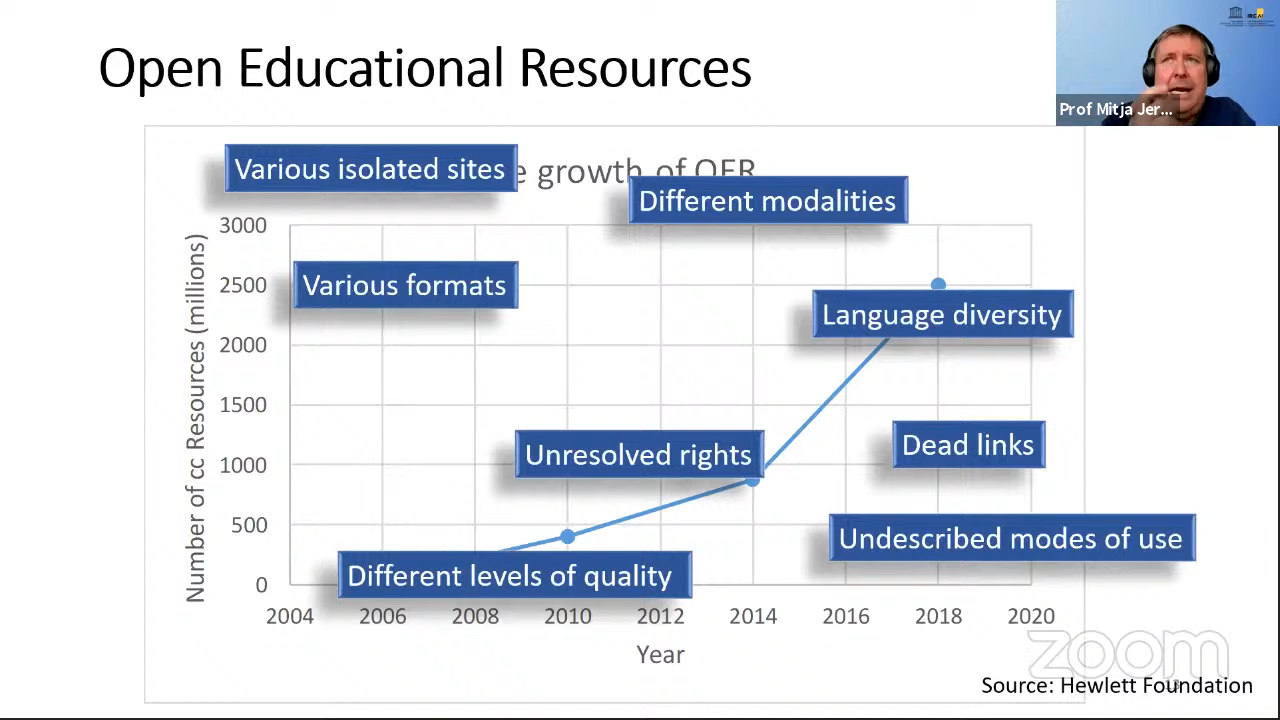 Open Educational Resources
IRCAI
Prof Mitja Jer...
Various isolated sites
growth of OER
Different modalities
3000
Various formats
2500
Language diversity
2000
1500
Unresolved rights
Dead links
1000
500
Undescribed modes of use
Different levels of quality
0
Number of cc Resources (millions)
2004 2006 2008 2010 2012 2014 2016 2018 2020
Year
zoom
Source: Hewlett Foundation